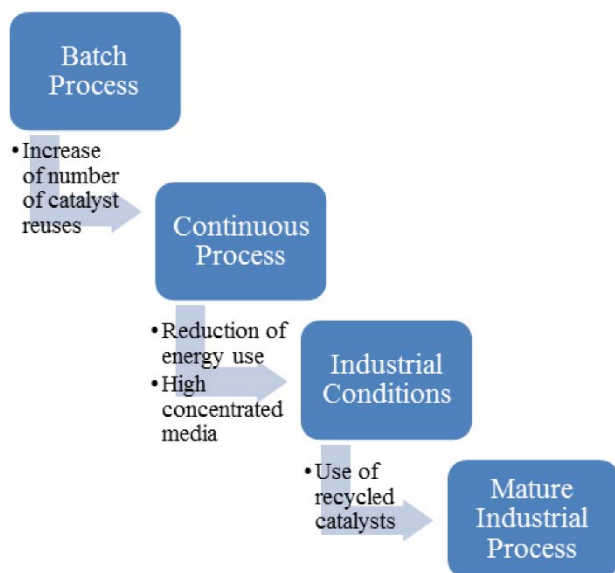 Batch
Process
•Increase
of number
of catalyst
reuses
Continuous
Process
•Reduction of
energy use
•High
concentrated
media
Industrial
Conditions
•Use of
recycled
catalysts
Mature
Industrial
Process